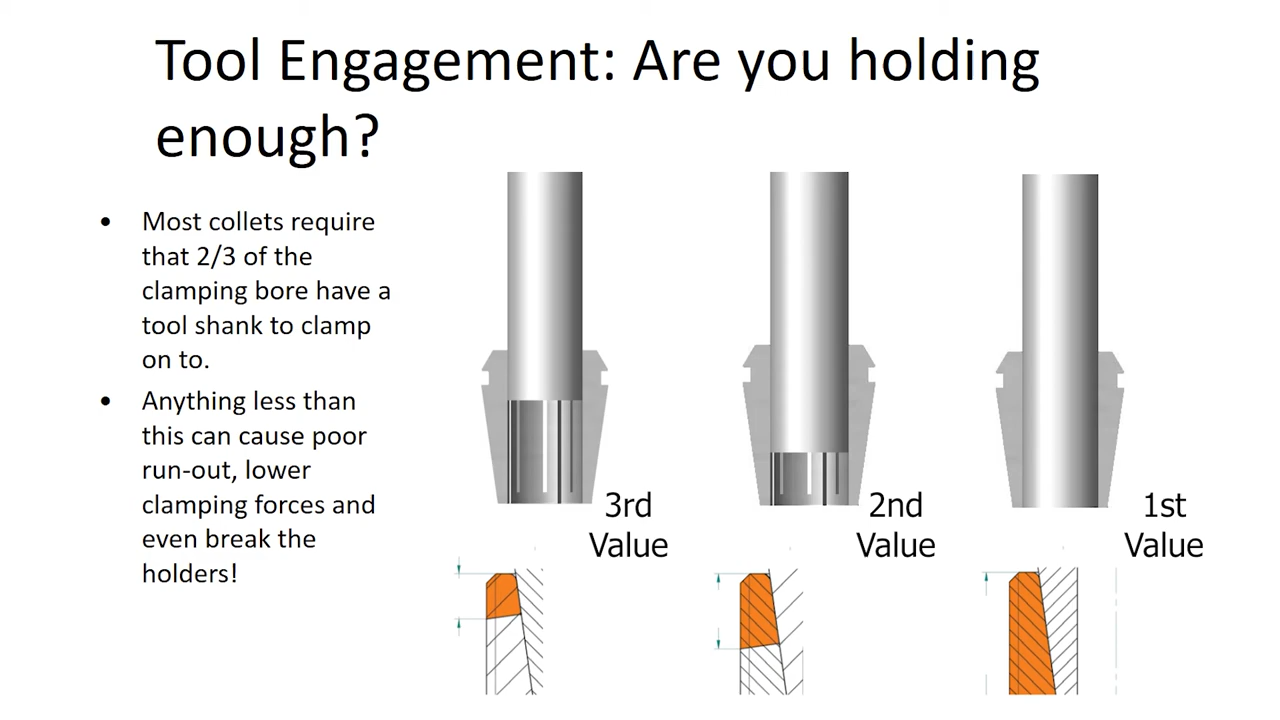 Tool Engagement: Are you holding
enough?
• Most collets require
that 2/3 of the
clamping bore have a
tool shank to clamp
on to.
• Anything less than
this can cause poor
run-out, lower
clamping forces and
even break the
holders!
3rd
Value
2nd
Value
1st
Value